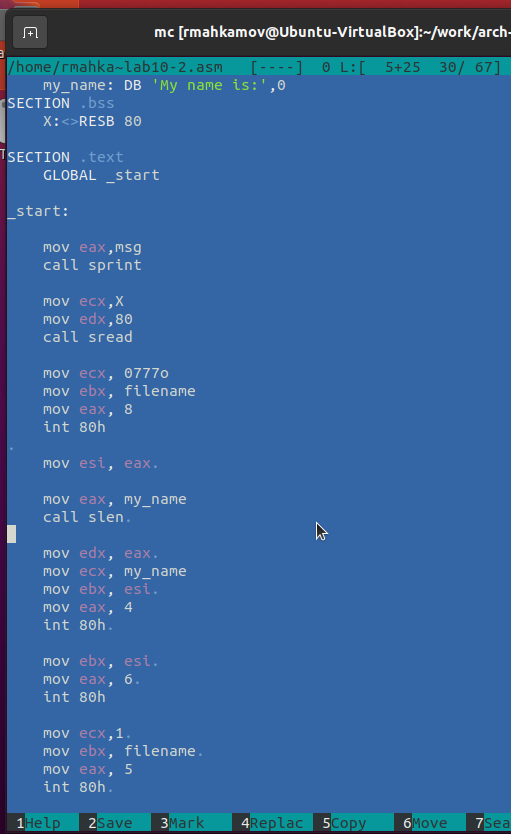 mc [rmahkamov@Ubuntu-VirtualBox]:~/work/arch-
/home/rmahka~lab10-2.asm   [----]  0 L:[  5+25  30/ 67]
    my_name: DB 'My name is:',0
SECTION .bss
    X:<->RESB 80
SECTION .text
    GLOBAL _start
_start:
    mov eax,msg
    call sprint
    mov ecx,X
    mov edx,80
    call sread
    mov ecx, 0777o
    mov ebx, filename
    mov eax, 8
    int 80h
.
    mov esi, eax.
    mov eax, my_name
    call slen.
    mov edx, eax.
    mov ecx, my_name
    mov ebx, esi.
    mov eax, 4
    int 80h.
    mov ebx, esi.
    mov eax, 6.
    int 80h
    mov ecx,1.
    mov ebx, filename.
    mov eax, 5
    int 80h.
1Help  2Save  3Mark  4Replac  5Copy  6Move  7Sea